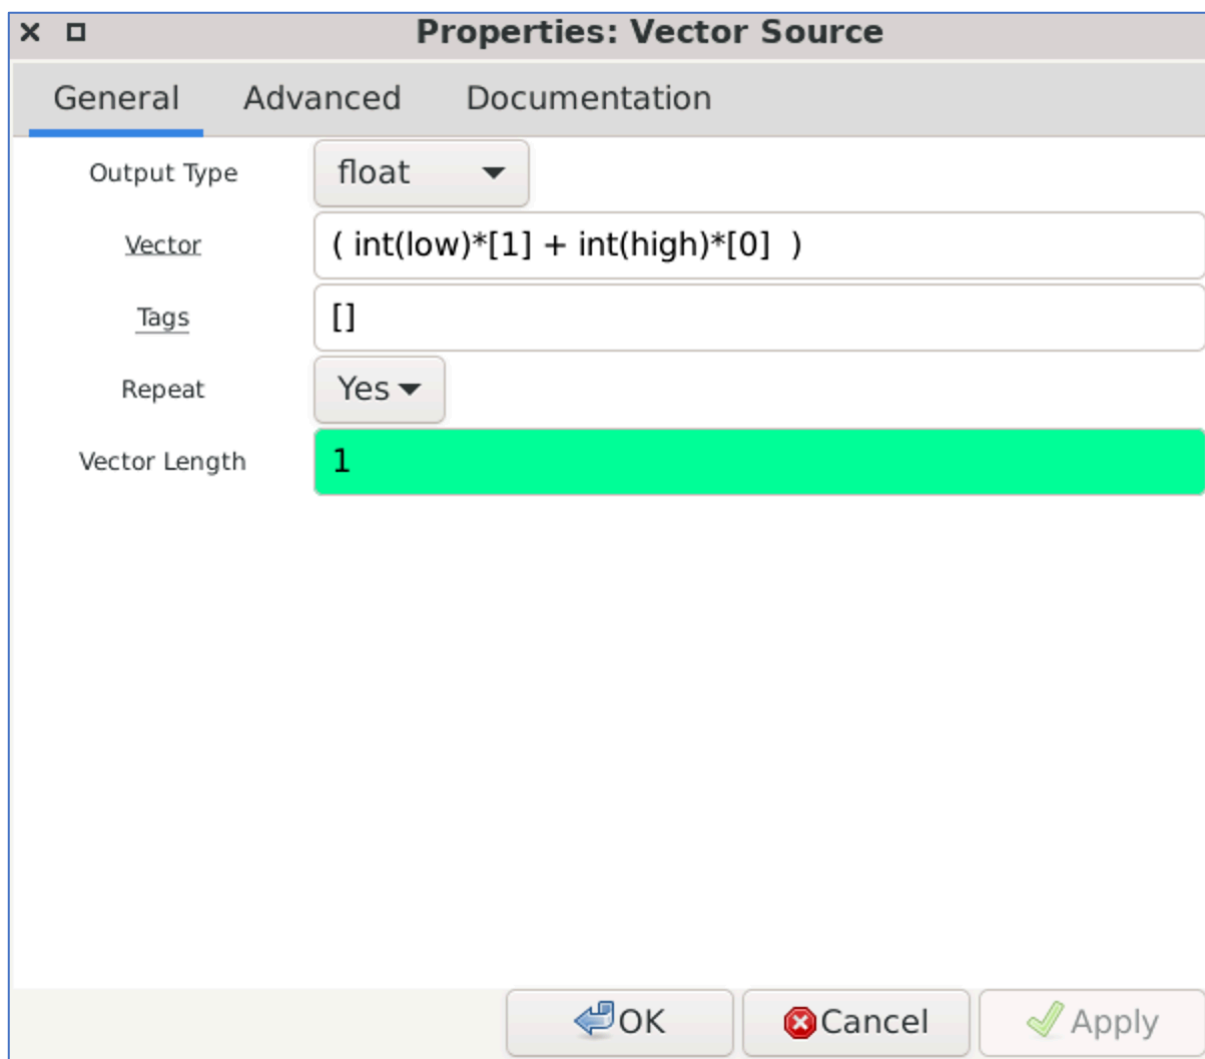 Properties: Vector Source
General Advanced Documentation
Output Type float
Vector ( int(low)*[1] + int(high)*[0]  )
Tags []
Repeat Yes
Vector Length 1
OK Cancel Apply